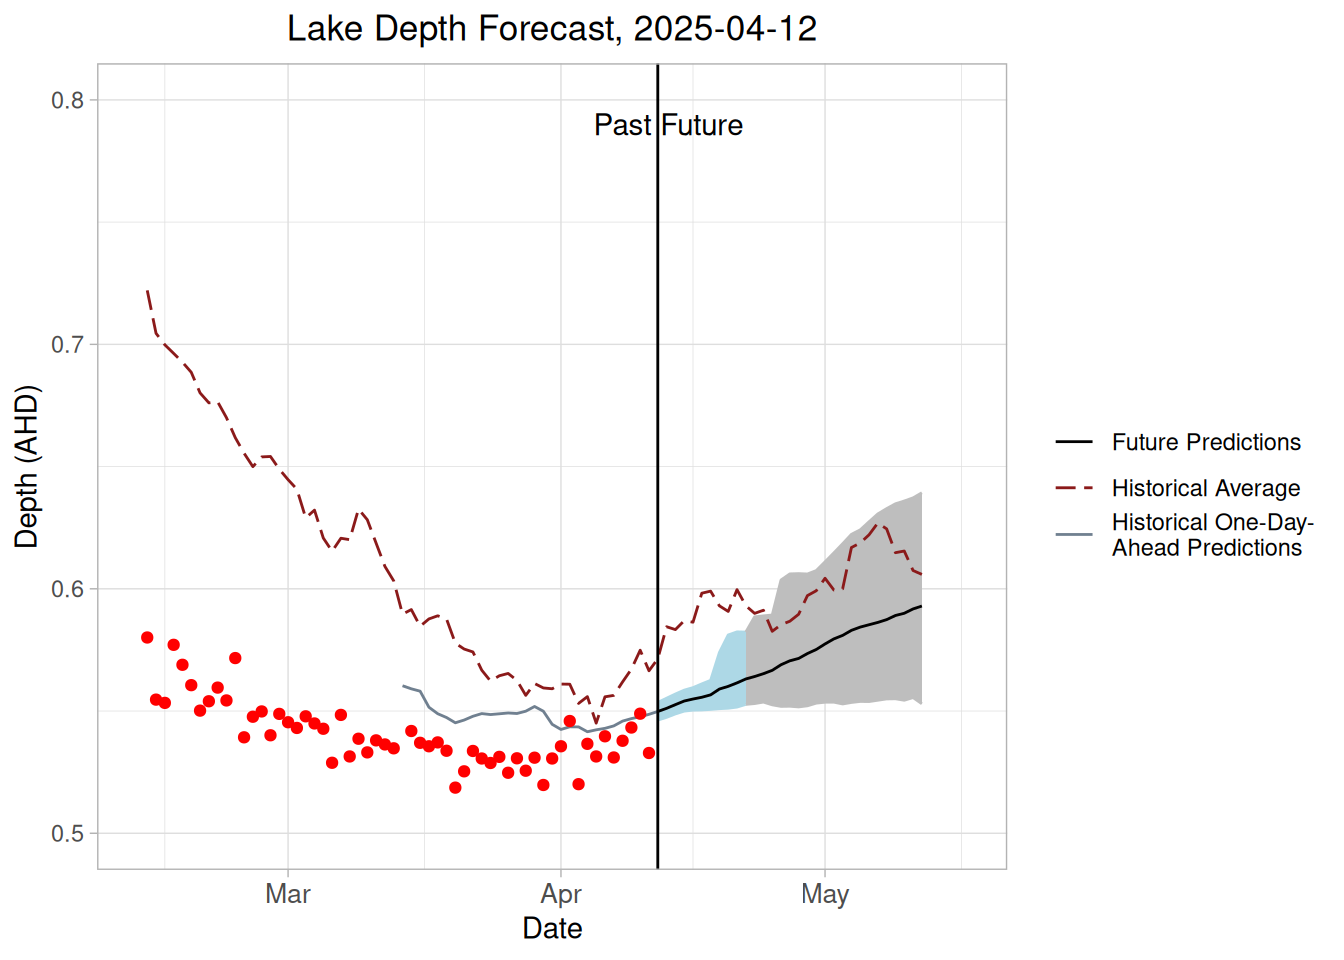 Lake Depth Forecast, 2025-04-12
Past Future
0.8
0.7
0.6
0.5
Depth (AHD)
Mar Apr May
Date
Future Predictions
Historical Average
Historical One-Day-
Ahead Predictions